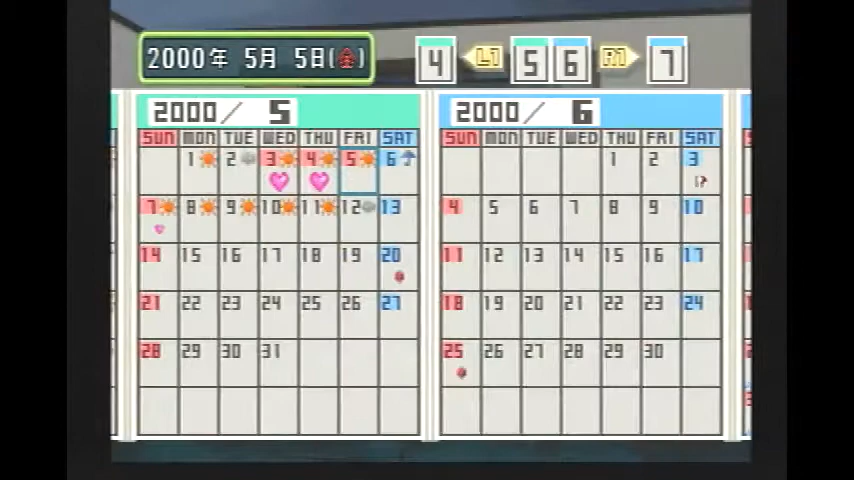 2000年 5月 5日(金)
4 L1 5 6 R1 7
2000/ 5
SUN MON TUE WED THU FRI SAT
1 2 3 4 5 6
7 8 9 10 11 12 13
14 15 16 17 18 19 20
21 22 23 24 25 26 27
28 29 30 31
2000/ 6
SUN MON TUE WED THU FRI SAT
1 2 3
4 5 6 7 8 9 10
11 12 13 14 15 16 17
18 19 20 21 22 23 24
25 26 27 28 29 30